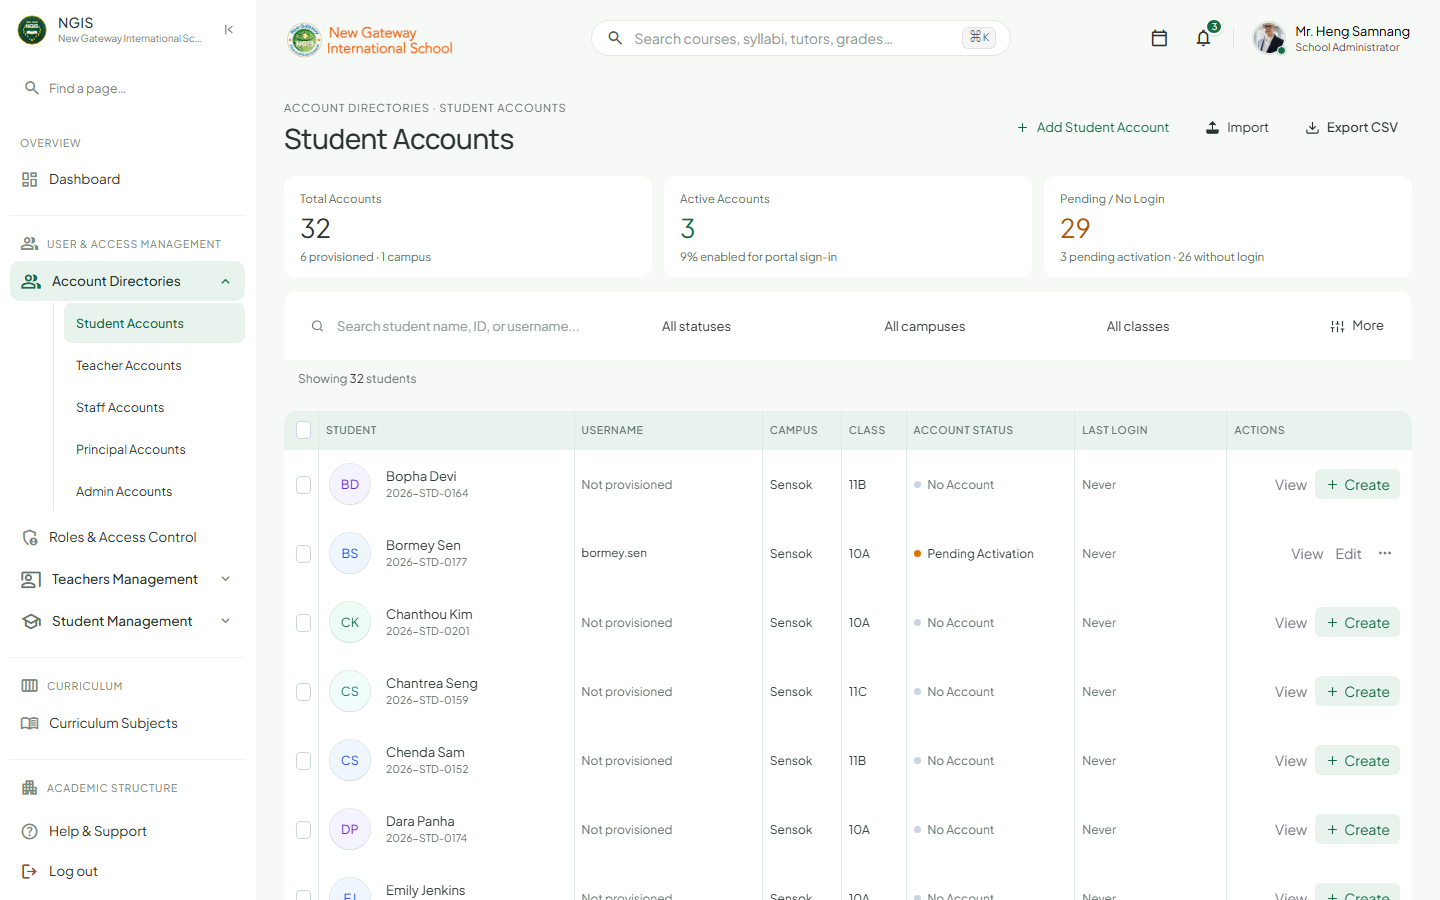 NGIS
New Gateway International Sc...
Find a page...
OVERVIEW
Dashboard
USER & ACCESS MANAGEMENT
Account Directories
Student Accounts
Teacher Accounts
Staff Accounts
Principal Accounts
Admin Accounts
Roles & Access Control
Teachers Management
Student Management
CURRICULUM
Curriculum Subjects
ACADEMIC STRUCTURE
Help & Support
Log out
New Gateway
International School
Search courses, syllabi, tutors, grades...
⌘K
3
Mr. Heng Samnang
School Administrator
ACCOUNT DIRECTORIES · STUDENT ACCOUNTS
Student Accounts
+ Add Student Account
Import
Export CSV
Total Accounts
32
6 provisioned · 1 campus
Active Accounts
3
9% enabled for portal sign-in
Pending / No Login
29
3 pending activation · 26 without login
Search student name, ID, or username...
All statuses
All campuses
All classes
More
Showing 32 students
STUDENT USERNAME CAMPUS CLASS ACCOUNT STATUS LAST LOGIN ACTIONS
BD Bopha Devi
2026-STD-0164
Not provisioned Sensok 11B No Account Never View + Create
BS Bormey Sen
2026-STD-0177
bormey.sen Sensok 10A Pending Activation Never View Edit ···
CK Chanthou Kim
2026-STD-0201
Not provisioned Sensok 10A No Account Never View + Create
CS Chantrea Seng
2026-STD-0159
Not provisioned Sensok 11C No Account Never View + Create
CS Chenda Sam
2026-STD-0152
Not provisioned Sensok 11B No Account Never View + Create
DP Dara Panha
2026-STD-0174
Not provisioned Sensok 10A No Account Never View + Create
EJ Emily Jenkins
Not provisioned Sensok 10A No Account Never View + Create